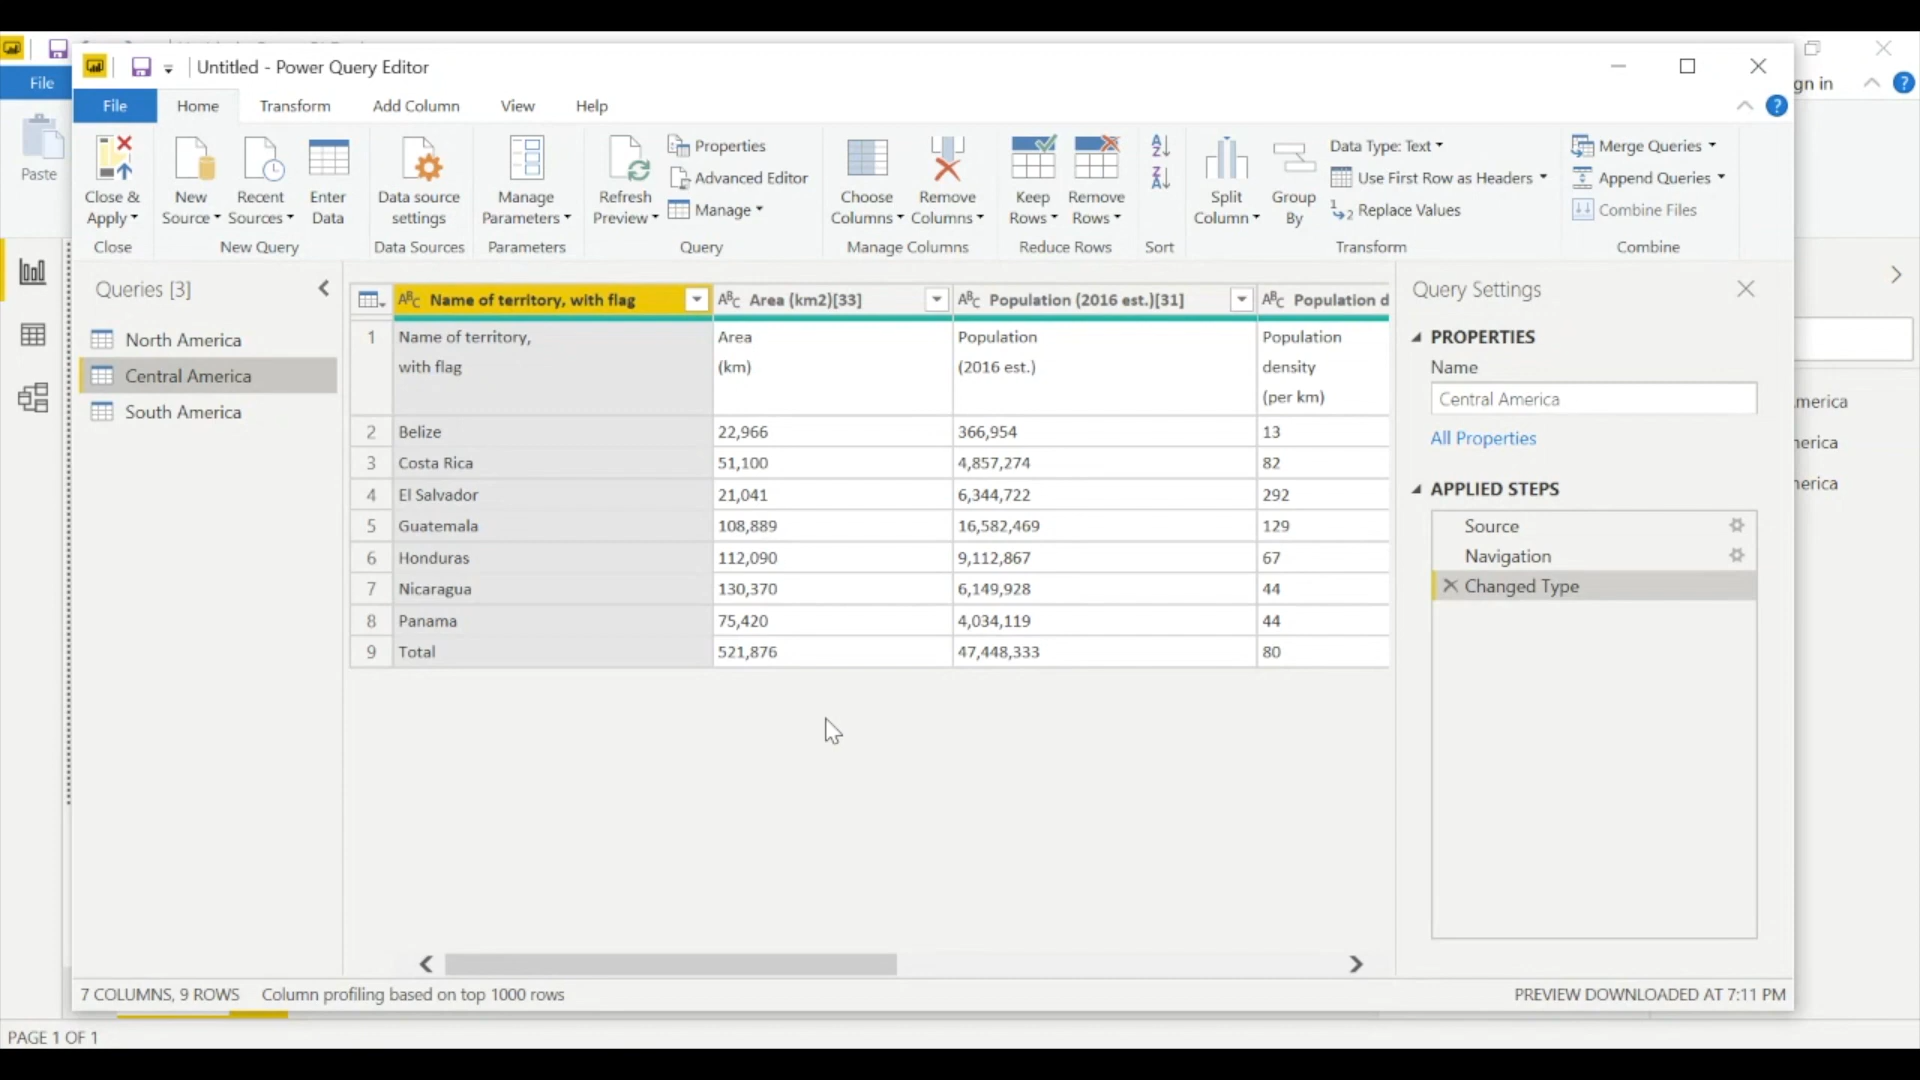 Untitled - Power Query Editor
gn in
File
File
Home
Transform
Add Column
View
Help
Paste
Close &
Apply
Close
New
Source
Recent
Sources
Enter
Data
New Query
Data source
settings
Data Sources
Manage
Parameters
Parameters
Refresh
Preview
Properties
Advanced Editor
Manage
Query
Choose
Columns
Remove
Columns
Manage Columns
Keep
Rows
Remove
Rows
Reduce Rows
Sort
Split
Column
Group
By
Data Type: Text
Use First Row as Headers
Replace Values
Transform
Merge Queries
Append Queries
Combine Files
Combine
Queries [3]
North America
Central America
South America
Name of territory, with flag
Area (km2)[33]
Population (2016 est.)[31]
Population d
1
Name of territory,
with flag
Area
(km)
Population
(2016 est.)
Population
density
(per km)
2 Belize 22,966 366,954 13
3 Costa Rica 51,100 4,857,274 82
4 El Salvador 21,041 6,344,722 292
5 Guatemala 108,889 16,582,469 129
6 Honduras 112,090 9,112,867 67
7 Nicaragua 130,370 6,149,928 44
8 Panama 75,420 4,034,119 44
9 Total 521,876 47,448,333 80
Query Settings
PROPERTIES
Name
Central America
All Properties
APPLIED STEPS
Source
Navigation
Changed Type
merica
nerica
nerica
7 COLUMNS, 9 ROWS
Column profiling based on top 1000 rows
PREVIEW DOWNLOADED AT 7:11 PM
PAGE 1 OF 1